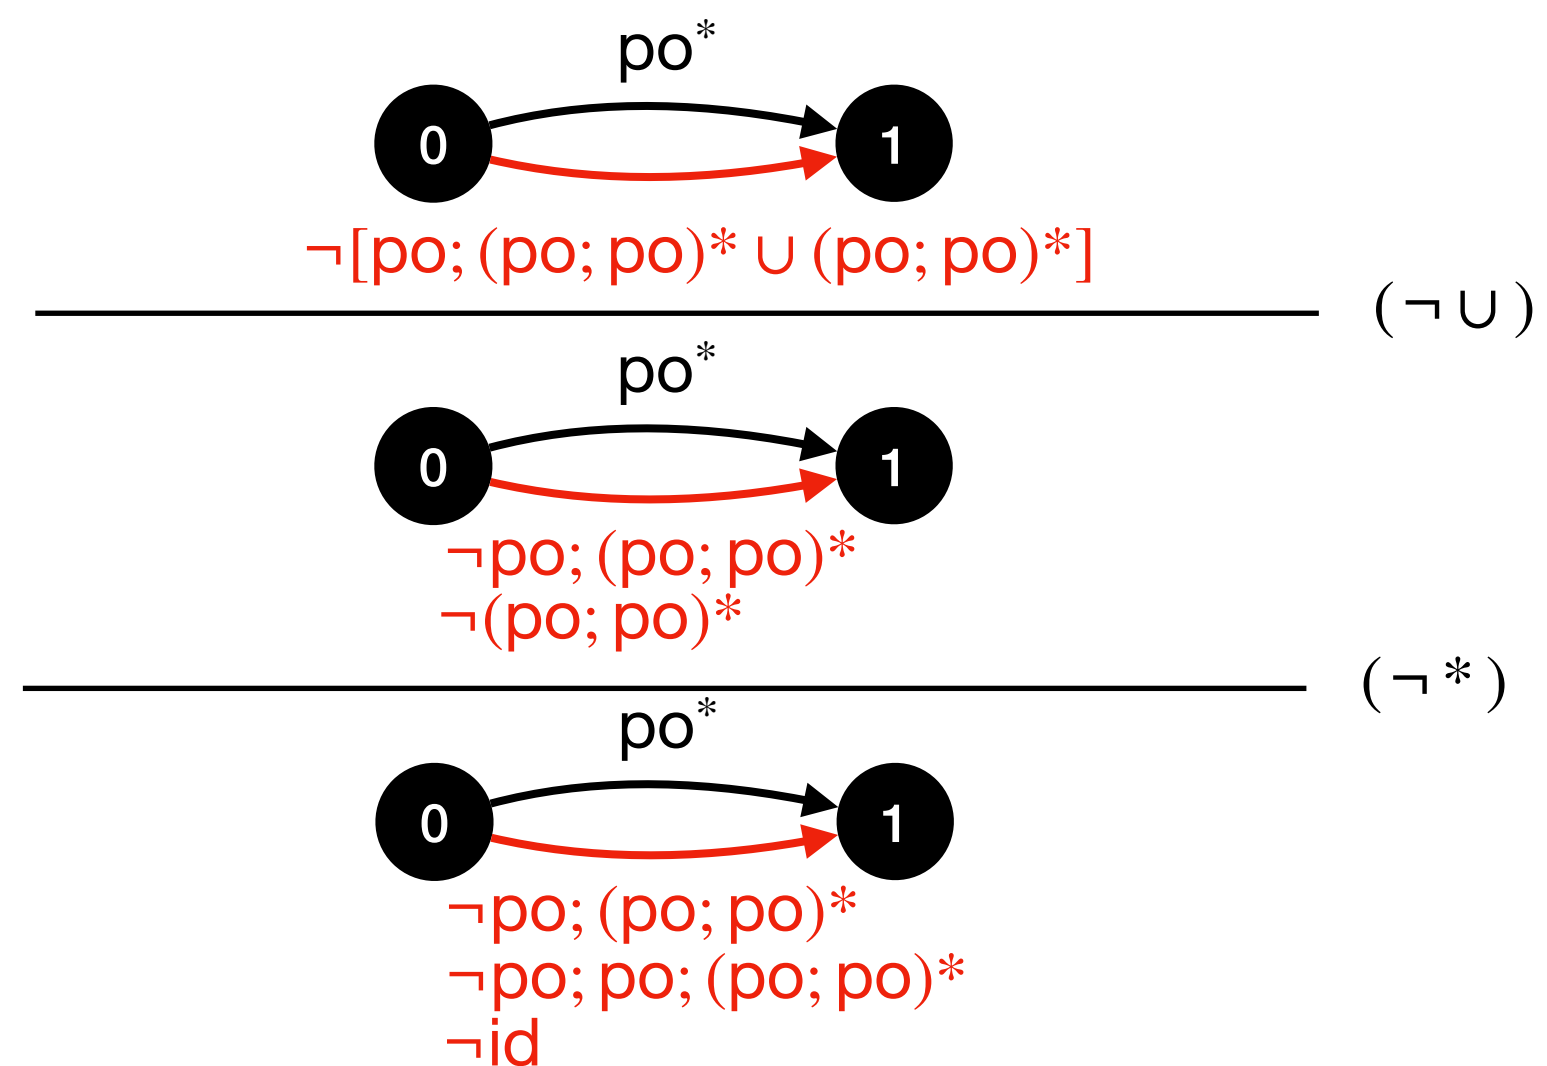 po*
0 1
¬[po; (po; po)* ∪ (po; po)*]
(¬ ∪)
po*
0 1
¬po; (po; po)*
¬(po; po)*
(¬*)
po*
0 1
¬po; (po; po)*
¬po; po; (po; po)*
¬id